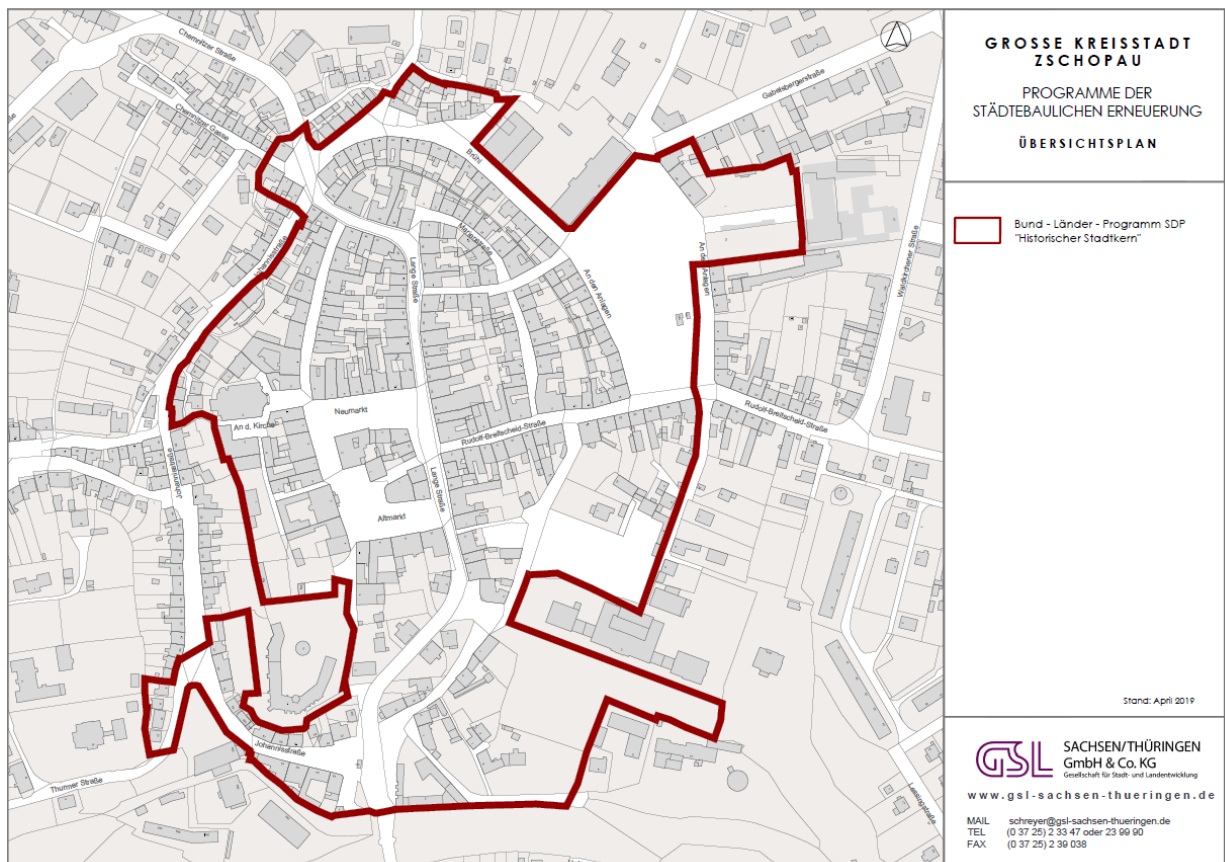 Chemnitzer Straße
Chemnitzer Gasse
Gabelsbergerstraße
Brühl
Marienstraße
Johannisstraße
Lange Straße
An den Anlagen
An den Anlagen
Waldkirchener Straße
Neumarkt
An d. Kirche
Rudolf-Breitscheid-Straße
Rudolf-Breitscheid-Straße
Johannisstraße
Lange Straße
Altmarkt
Johannisstraße
Thumer Straße
Lessingstraße
GROSSE KREISSTADT
ZSCHOPAU
PROGRAMME DER
STÄDTEBAULICHEN ERNEUERUNG
ÜBERSICHTSPLAN
Bund - Länder - Programm SDP
"Historischer Stadtkern"
Stand: April 2019
GSL
SACHSEN/THÜRINGEN
GmbH & Co. KG
Gesellschaft für Stadt- und Landentwicklung
www.gsl-sachsen-thueringen.de
MAIL schreyer@gsl-sachsen-thueringen.de
TEL (0 37 25) 2 33 47 oder 23 99 90
FAX (0 37 25) 2 39 038